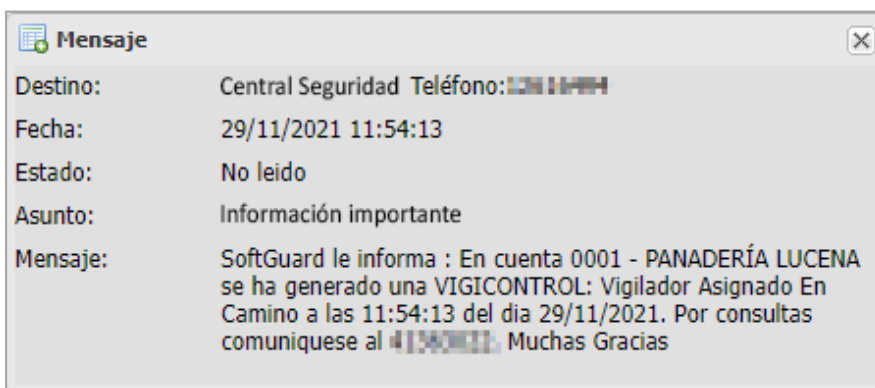 Mensaje
Destino: Central Seguridad Teléfono:
Fecha: 29/11/2021 11:54:13
Estado: No leido
Asunto: Información importante
Mensaje: SoftGuard le informa : En cuenta 0001 - PANADERÍA LUCENA
se ha generado una VIGICONTROL: Vigilador Asignado En
Camino a las 11:54:13 del dia 29/11/2021. Por consultas
comuniquese al Muchas Gracias